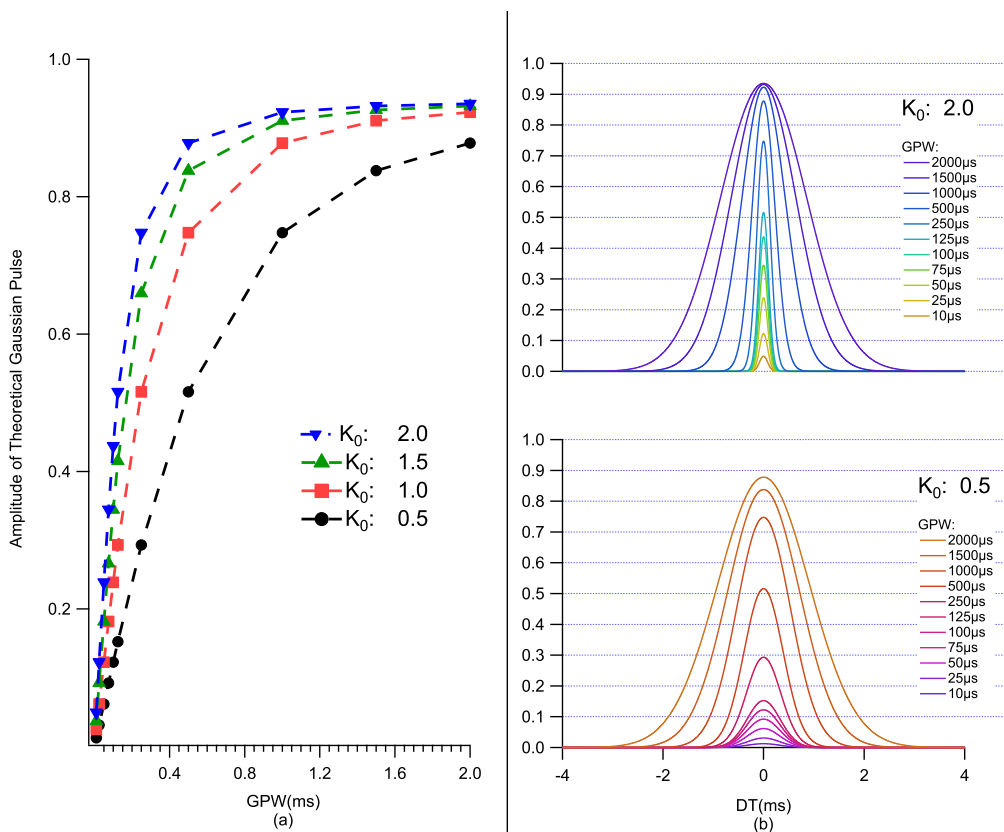 Amplitude of Theoretical Gaussian Pulse
1.0
0.8
0.6
0.4
0.2
0.4
0.8
1.2
1.6
2.0
GPW(ms)
(a)
K0: 2.0
K0: 1.5
K0: 1.0
K0: 0.5
1.0
0.9
0.8
0.7
0.6
0.5
0.4
0.3
0.2
0.1
0.0
K0: 2.0
GPW:
2000µs
1500µs
1000µs
500µs
250µs
125µs
100µs
75µs
50µs
25µs
10µs
1.0
0.9
0.8
0.7
0.6
0.5
0.4
0.3
0.2
0.1
0.0
K0: 0.5
GPW:
2000µs
1500µs
1000µs
500µs
250µs
125µs
100µs
75µs
50µs
25µs
10µs
-4
-2
0
2
4
DT(ms)
(b)